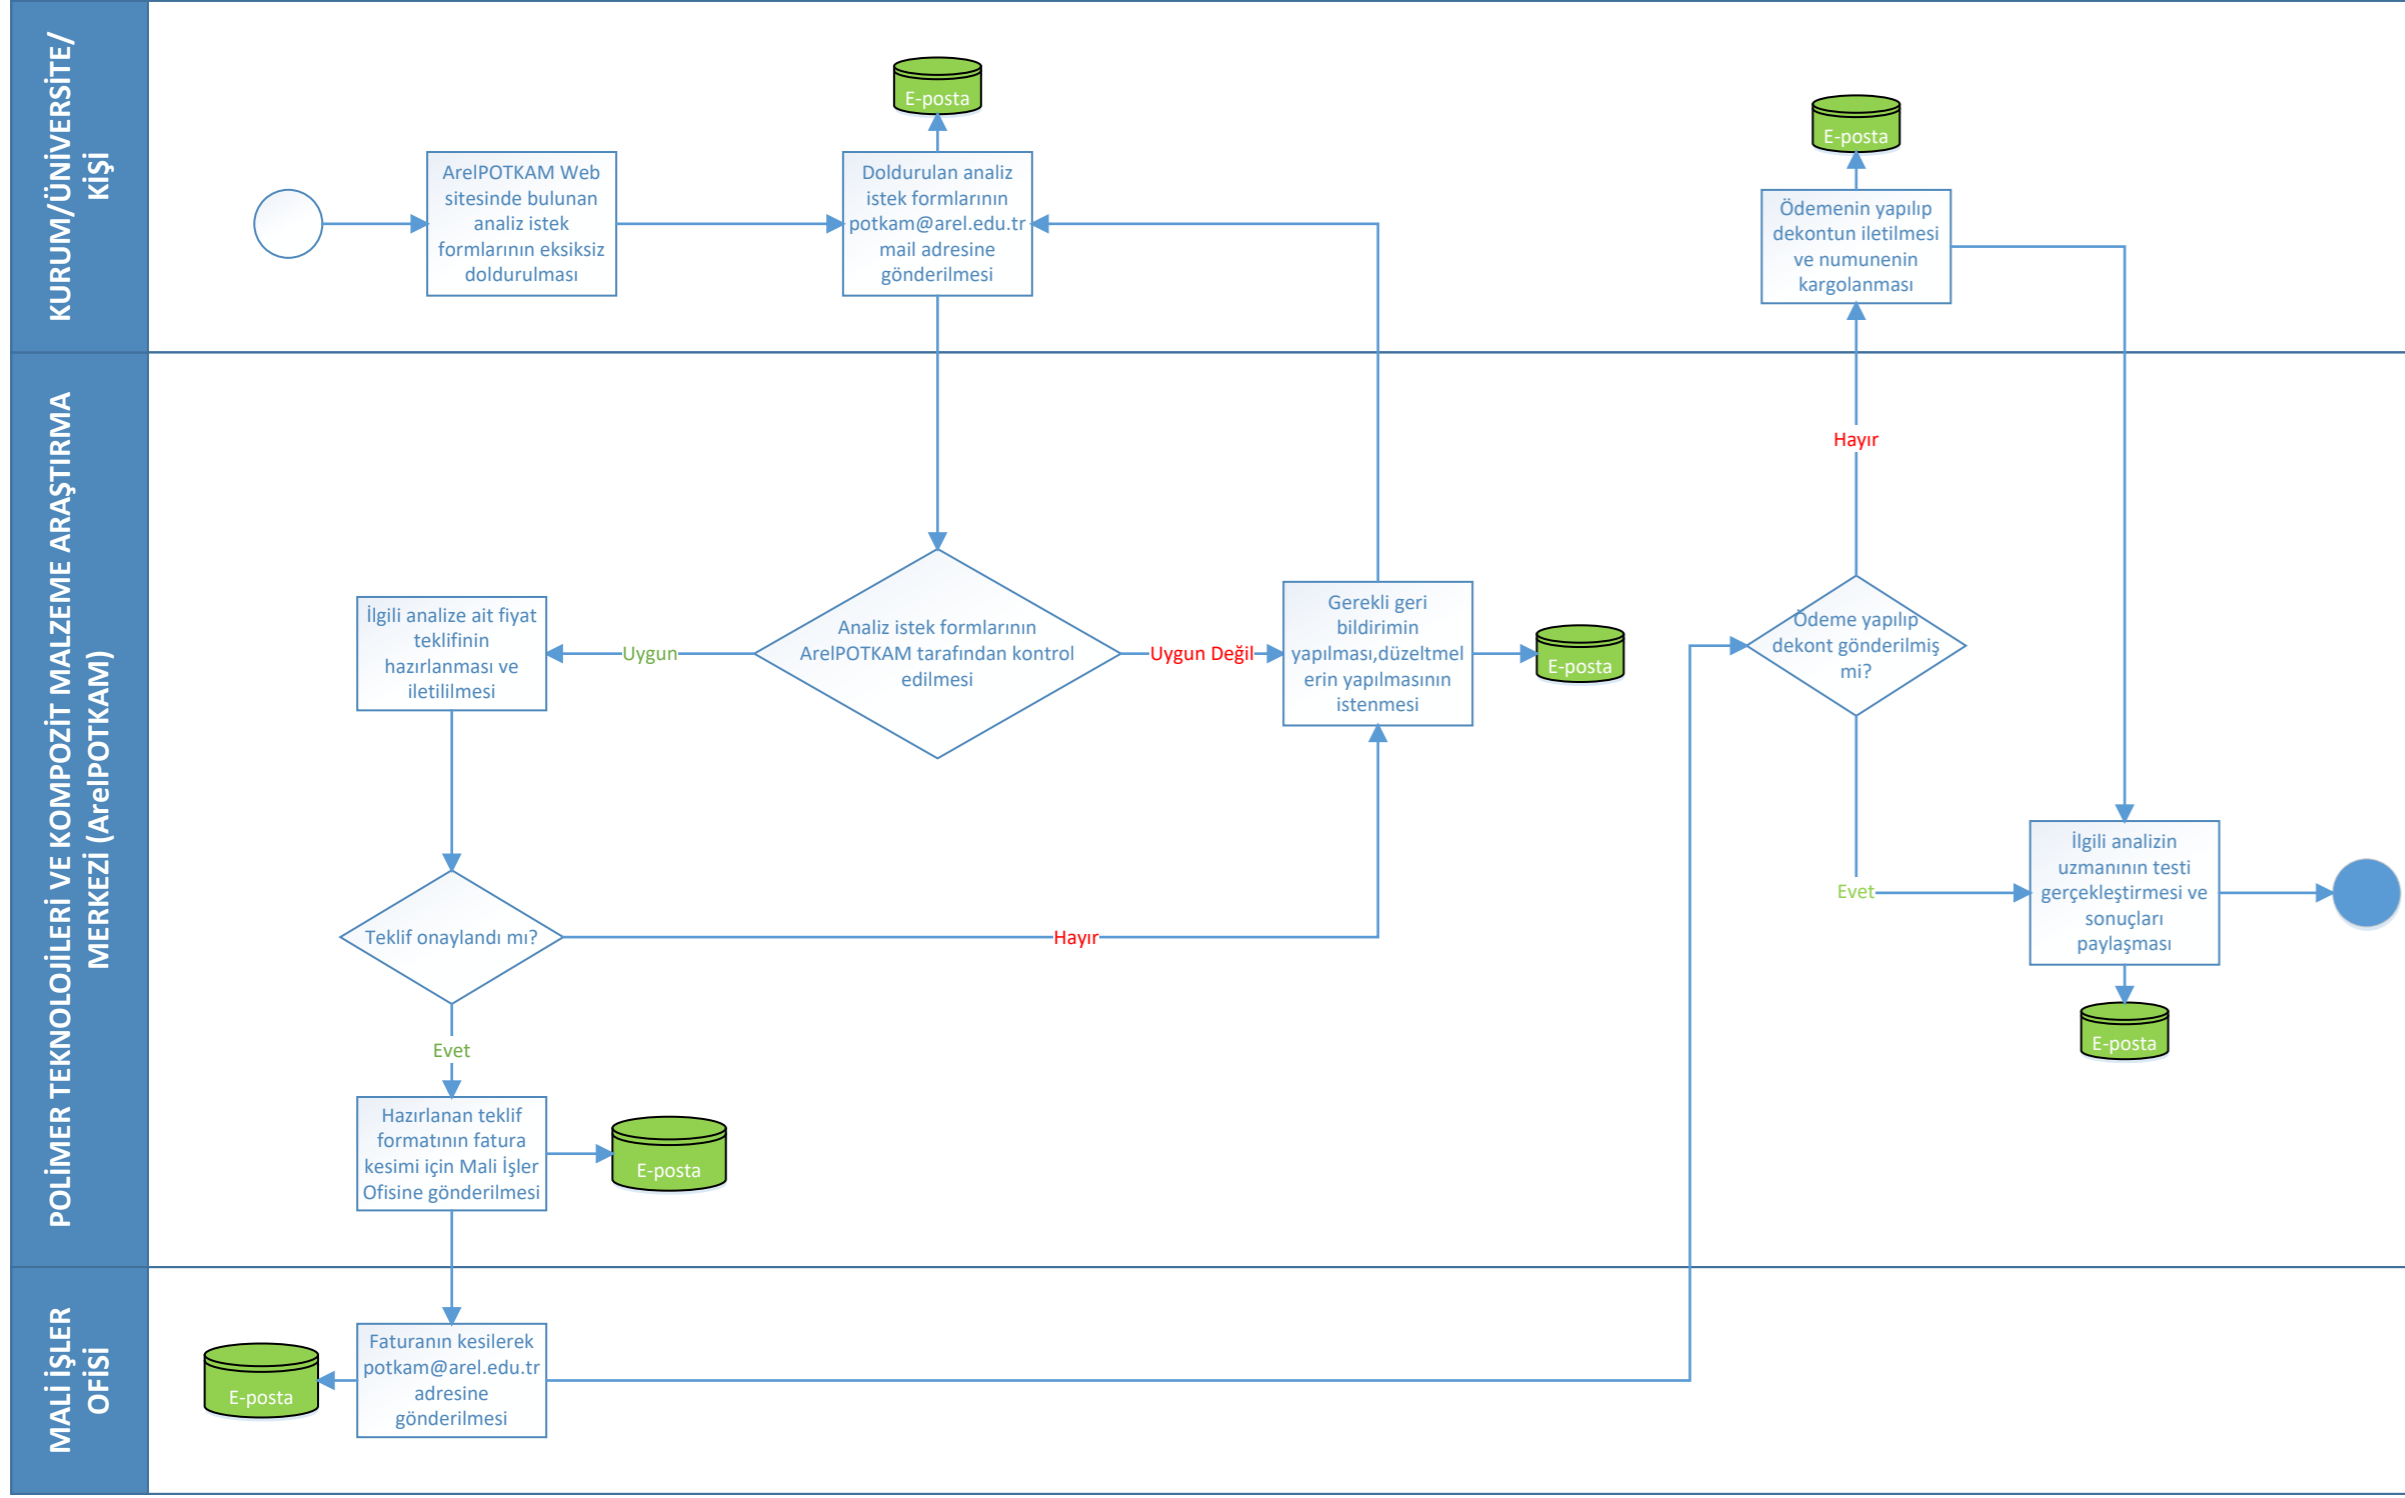 KURUM/ÜNİVERSİTE/
KİŞİ
E-posta
ArelPOTKAM Web
sitesinde bulunan
analiz istek
formlarının eksiksiz
doldurulması
Doldurulan analiz
istek formlarının
potkam@arel.edu.tr
mail adresine
gönderilmesi
E-posta
Ödemenin yapılıp
dekontun iletilmesi
ve numunenin
kargolanması
POLİMER TEKNOLOJİLERİ VE KOMPOZİT MALZEME ARAŞTIRMA
MERKEZİ (ArelPOTKAM)
Hayır
İlgili analize ait fiyat
teklifinin
hazırlanması ve
iletililmesi
Uygun
Analiz istek formlarının
ArelPOTKAM tarafından kontrol
edilmesi
Uygun Değil
Gerekli geri
bildirimin
yapılması,düzeltmel
erin yapılmasının
istenmesi
E-posta
Ödeme yapılıp
dekont gönderilmiş
mi?
Evet
İlgili analizin
uzmanının testi
gerçekleştirmesi ve
sonuçları
paylaşması
E-posta
Teklif onaylandı mı?
Hayır
Evet
Hazırlanan teklif
formatının fatura
kesimi için Mali İşler
Ofisine gönderilmesi
E-posta
MALİ İŞLER
OFİSİ
E-posta
Faturanın kesilerek
potkam@arel.edu.tr
adresine
gönderilmesi